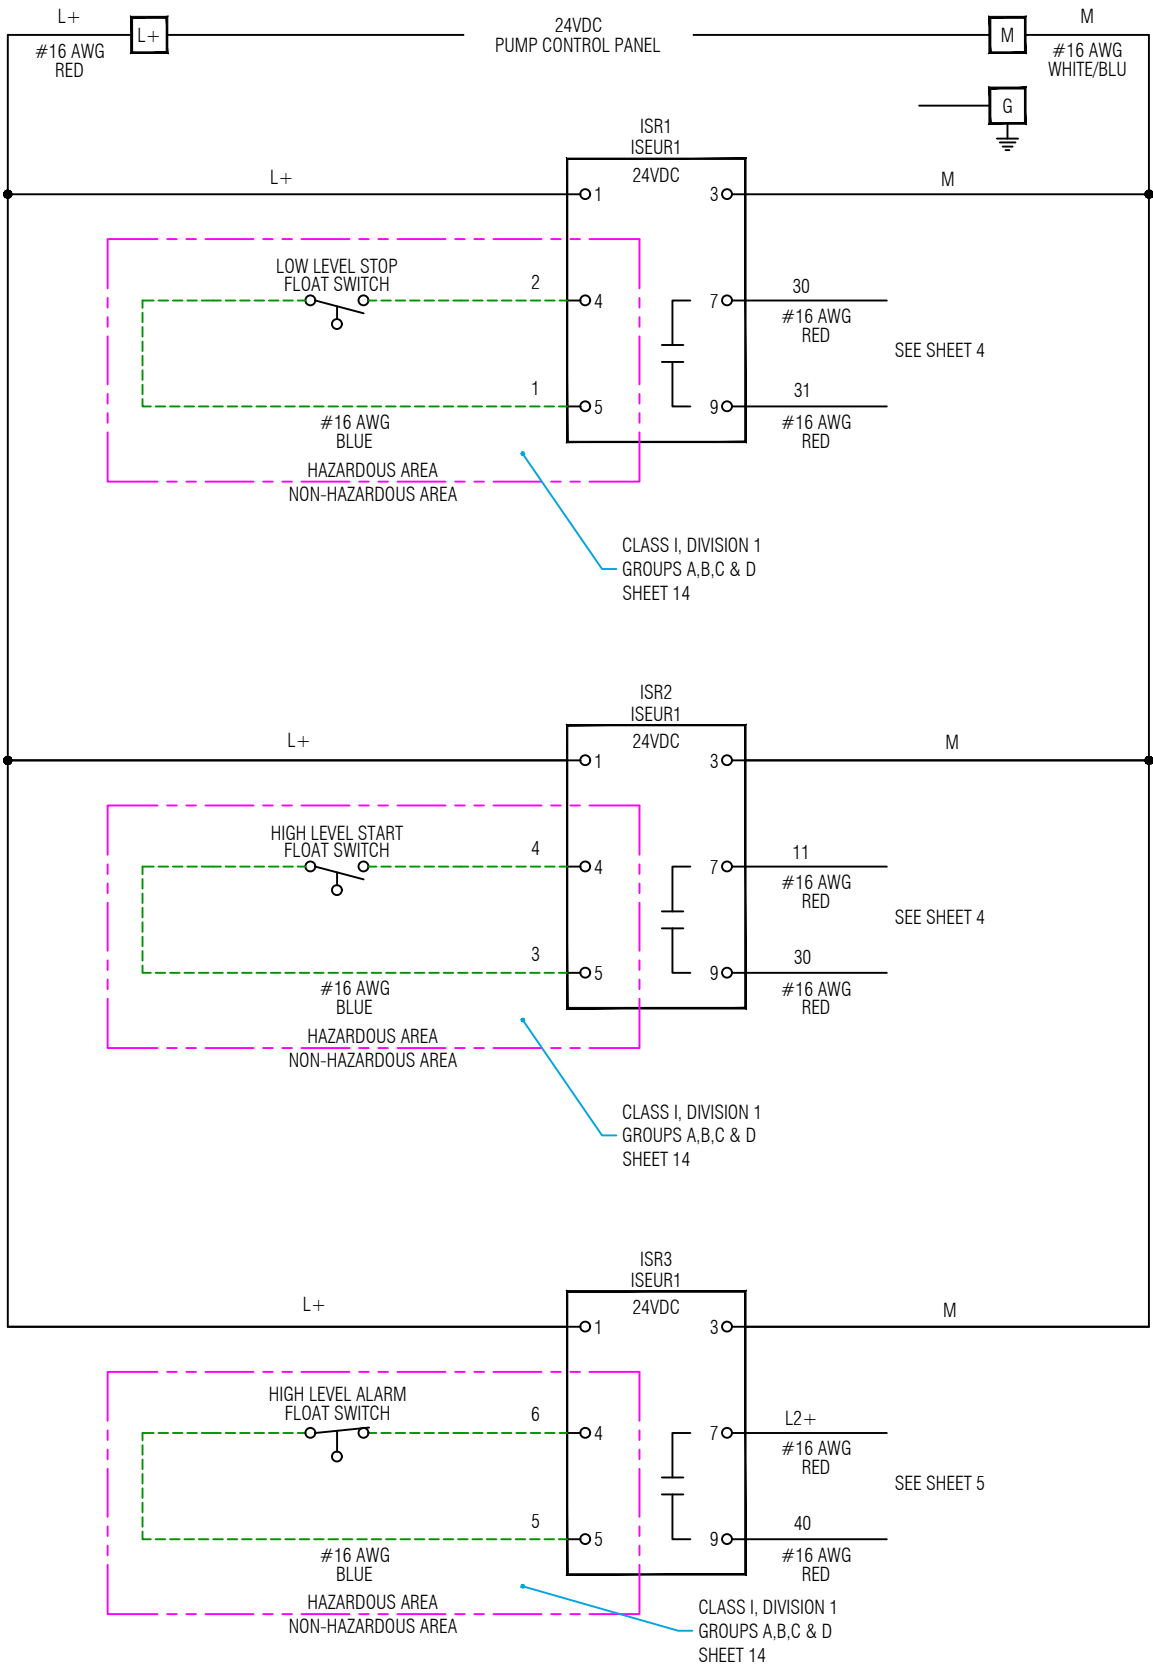 L+
#16 AWG
RED
L+
24VDC
PUMP CONTROL PANEL
M
M
#16 AWG
WHITE/BLU
G
ISR1
ISEUR1
24VDC
L+
1
3
M
LOW LEVEL STOP
FLOAT SWITCH
2
4
7
30
#16 AWG
RED
SEE SHEET 4
1
5
9
31
#16 AWG
RED
#16 AWG
BLUE
HAZARDOUS AREA
NON-HAZARDOUS AREA
CLASS I, DIVISION 1
GROUPS A,B,C & D
SHEET 14
ISR2
ISEUR1
24VDC
L+
1
3
M
HIGH LEVEL START
FLOAT SWITCH
4
4
7
11
#16 AWG
RED
SEE SHEET 4
3
5
9
30
#16 AWG
RED
#16 AWG
BLUE
HAZARDOUS AREA
NON-HAZARDOUS AREA
CLASS I, DIVISION 1
GROUPS A,B,C & D
SHEET 14
ISR3
ISEUR1
24VDC
L+
1
3
M
HIGH LEVEL ALARM
FLOAT SWITCH
6
4
7
L2+
#16 AWG
RED
SEE SHEET 5
5
5
9
40
#16 AWG
RED
#16 AWG
BLUE
HAZARDOUS AREA
NON-HAZARDOUS AREA
CLASS I, DIVISION 1
GROUPS A,B,C & D
SHEET 14